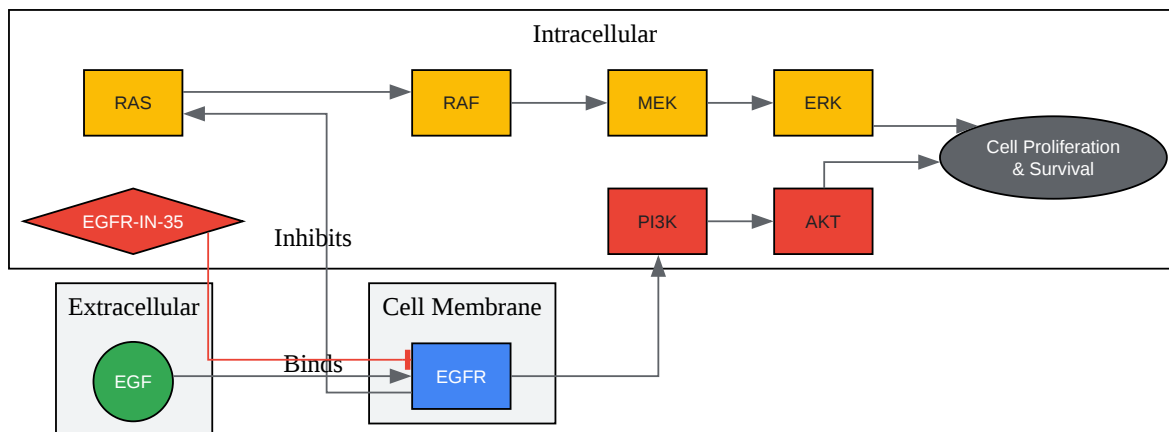 Intracellular
RAS
RAF
MEK
ERK
Cell Proliferation
& Survival
EGFR-IN-35
PI3K
AKT
Inhibits
Extracellular
Cell Membrane
Binds
EGF
EGFR